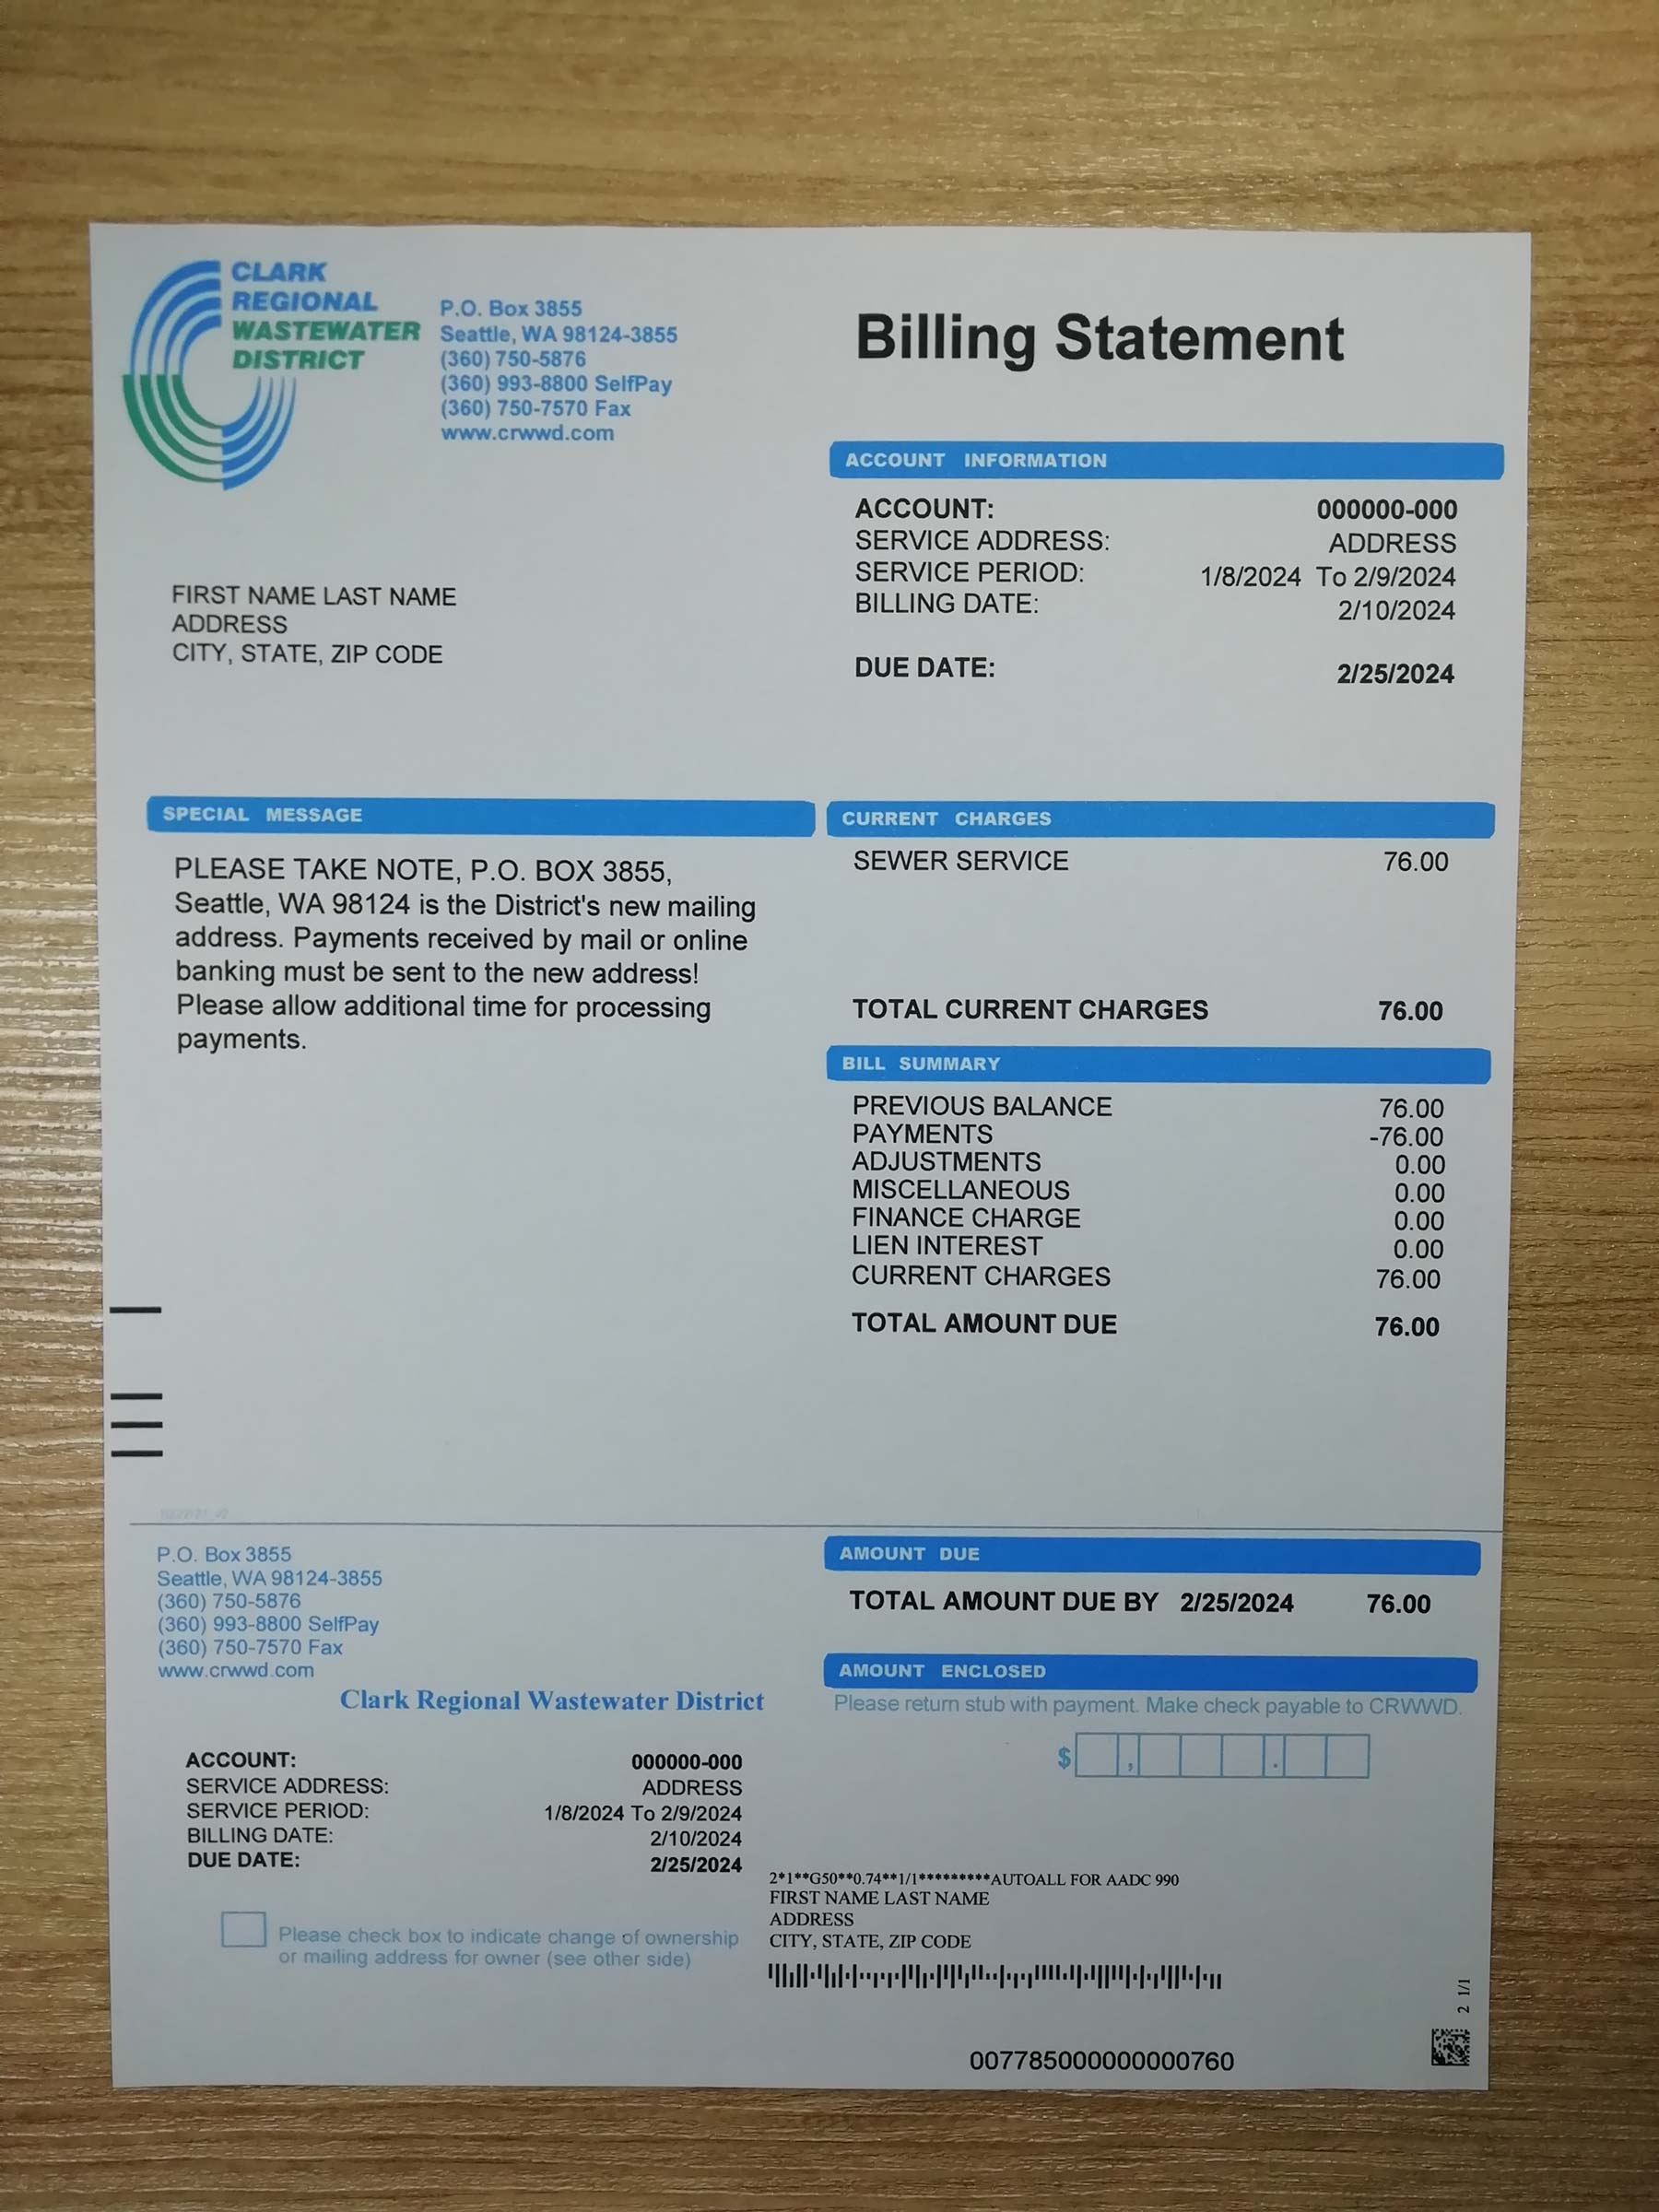 CLARK
REGIONAL
WASTEWATER
DISTRICT
P.O. Box 3855
Seattle, WA 98124-3855
(360) 750-5876
(360) 993-8800 SelfPay
(360) 750-7570 Fax
www.crwwd.com
Billing Statement
ACCOUNT INFORMATION
ACCOUNT: 000000-000
SERVICE ADDRESS: ADDRESS
SERVICE PERIOD: 1/8/2024 To 2/9/2024
BILLING DATE: 2/10/2024
DUE DATE: 2/25/2024
FIRST NAME LAST NAME
ADDRESS
CITY, STATE, ZIP CODE
SPECIAL MESSAGE
PLEASE TAKE NOTE, P.O. BOX 3855,
Seattle, WA 98124 is the District's new mailing
address. Payments received by mail or online
banking must be sent to the new address!
Please allow additional time for processing
payments.
CURRENT CHARGES
SEWER SERVICE 76.00
TOTAL CURRENT CHARGES 76.00
BILL SUMMARY
PREVIOUS BALANCE 76.00
PAYMENTS -76.00
ADJUSTMENTS 0.00
MISCELLANEOUS 0.00
FINANCE CHARGE 0.00
LIEN INTEREST 0.00
CURRENT CHARGES 76.00
TOTAL AMOUNT DUE 76.00
P.O. Box 3855
Seattle, WA 98124-3855
(360) 750-5876
(360) 993-8800 SelfPay
(360) 750-7570 Fax
www.crwwd.com
Clark Regional Wastewater District
ACCOUNT: 000000-000
SERVICE ADDRESS: ADDRESS
SERVICE PERIOD: 1/8/2024 To 2/9/2024
BILLING DATE: 2/10/2024
DUE DATE: 2/25/2024
Please check box to indicate change of ownership
or mailing address for owner (see other side)
AMOUNT DUE
TOTAL AMOUNT DUE BY 2/25/2024 76.00
AMOUNT ENCLOSED
Please return stub with payment. Make check payable to CRWWD.
$ , .
2*1**G50**0.74**1/1*********AUTOALL FOR AADC 990
FIRST NAME LAST NAME
ADDRESS
CITY, STATE, ZIP CODE
2 1/1
007785000000000760